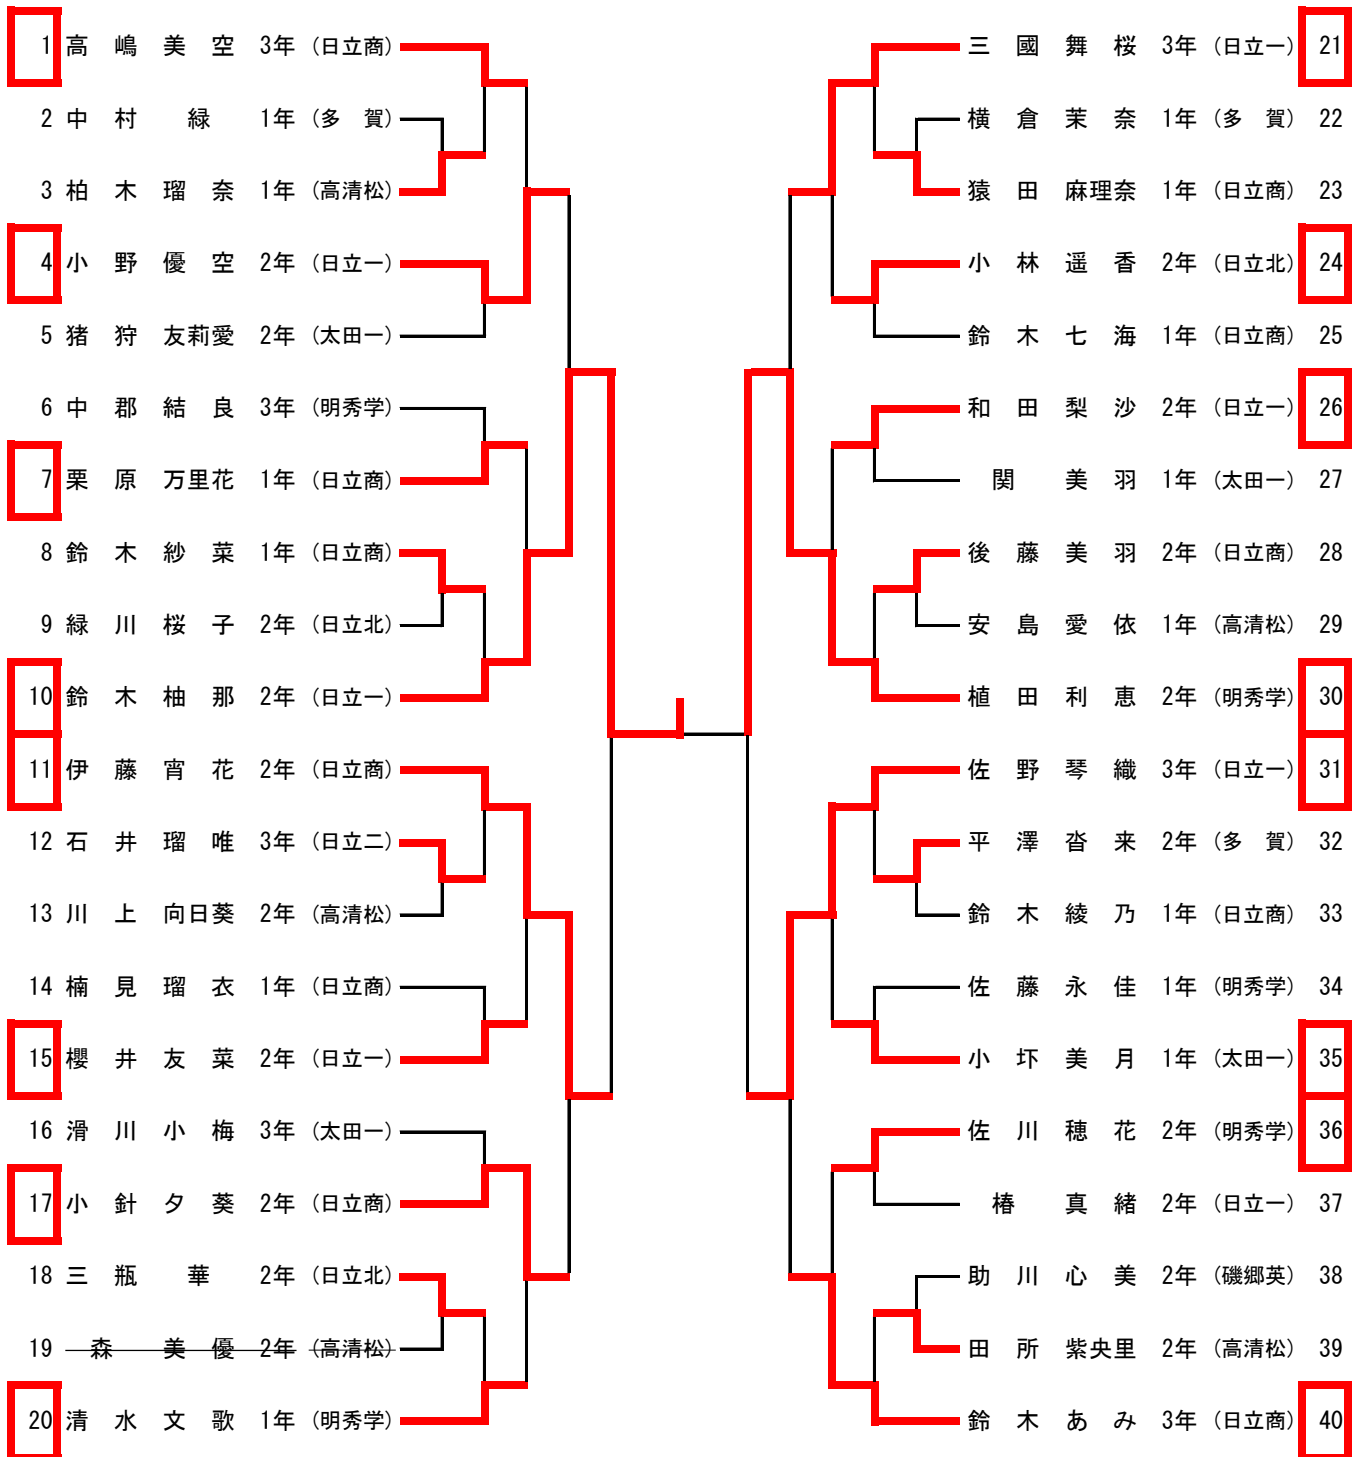 1 高嶋美空 3年 (日立商)
2 中村緑 1年 (多賀)
3 柏木瑠奈 1年 (高清松)
4 小野優空 2年 (日立一)
5 猪狩友莉愛 2年 (太田一)
6 中郡結良 3年 (明秀学)
7 栗原万里花 1年 (日立商)
8 鈴木紗菜 1年 (日立商)
9 緑川桜子 2年 (日立北)
10 鈴木柚那 2年 (日立一)
11 伊藤宵花 2年 (日立商)
12 石井瑠唯 3年 (日立二)
13 川上向日葵 2年 (高清松)
14 楠見瑠衣 1年 (日立商)
15 櫻井友菜 2年 (日立一)
16 滑川小梅 3年 (太田一)
17 小針夕葵 2年 (日立商)
18 三瓶華 2年 (日立北)
19 森美優 2年 (高清松)
20 清水文歌 1年 (明秀学)
三國舞桜 3年 (日立一) 21
横倉茉奈 1年 (多賀) 22
猿田麻理奈 1年 (日立商) 23
小林遥香 2年 (日立北) 24
鈴木七海 1年 (日立商) 25
和田梨沙 2年 (日立一) 26
関美羽 1年 (太田一) 27
後藤美羽 2年 (日立商) 28
安島愛依 1年 (高清松) 29
植田利恵 2年 (明秀学) 30
佐野琴織 3年 (日立一) 31
平澤沓来 2年 (多賀) 32
鈴木綾乃 1年 (日立商) 33
佐藤永佳 1年 (明秀学) 34
小圷美月 1年 (太田一) 35
佐川穂花 2年 (明秀学) 36
椿真緒 2年 (日立一) 37
助川心美 2年 (磯郷英) 38
田所紫央里 2年 (高清松) 39
鈴木あみ 3年 (日立商) 40